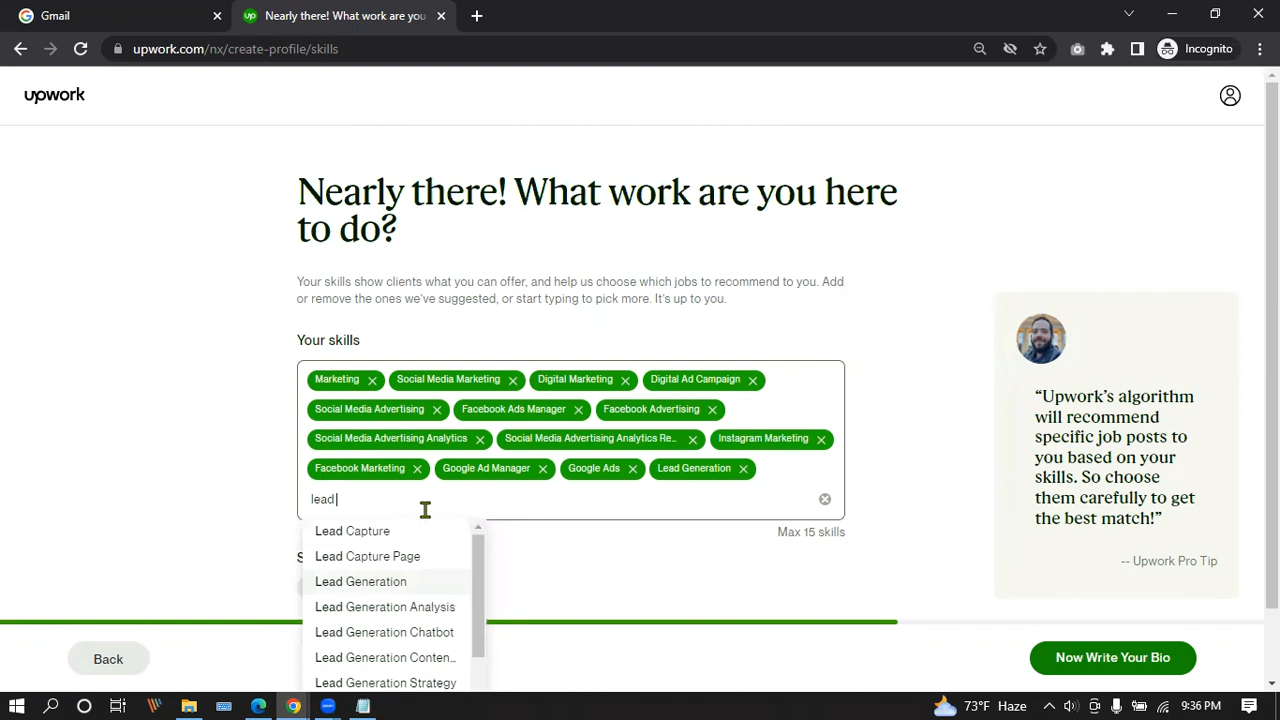 Gmail
up
Nearly there! What work are you
upwork.com/nx/create-profile/skills
Incognito
upwork
Nearly there! What work are you here
to do?
Your skills show clients what you can offer, and help us choose which jobs to recommend to you. Add
or remove the ones we've suggested, or start typing to pick more. It's up to you.
Your skills
Marketing
Social Media Marketing
Digital Marketing
Digital Ad Campaign
Social Media Advertising
Facebook Ads Manager
Facebook Advertising
Social Media Advertising Analytics
Social Media Advertising Analytics Re...
Instagram Marketing
Facebook Marketing
Google Ad Manager
Google Ads
Lead Generation
lead
Max 15 skills
Lead Capture
Lead Capture Page
Lead Generation
Lead Generation Analysis
Lead Generation Chatbot
Lead Generation Conten...
Lead Generation Strategy
"Upwork's algorithm
will recommend
specific job posts to
you based on your
skills. So choose
them carefully to get
the best match!"
-- Upwork Pro Tip
Back
Now Write Your Bio
73°F Haze
9:36 PM